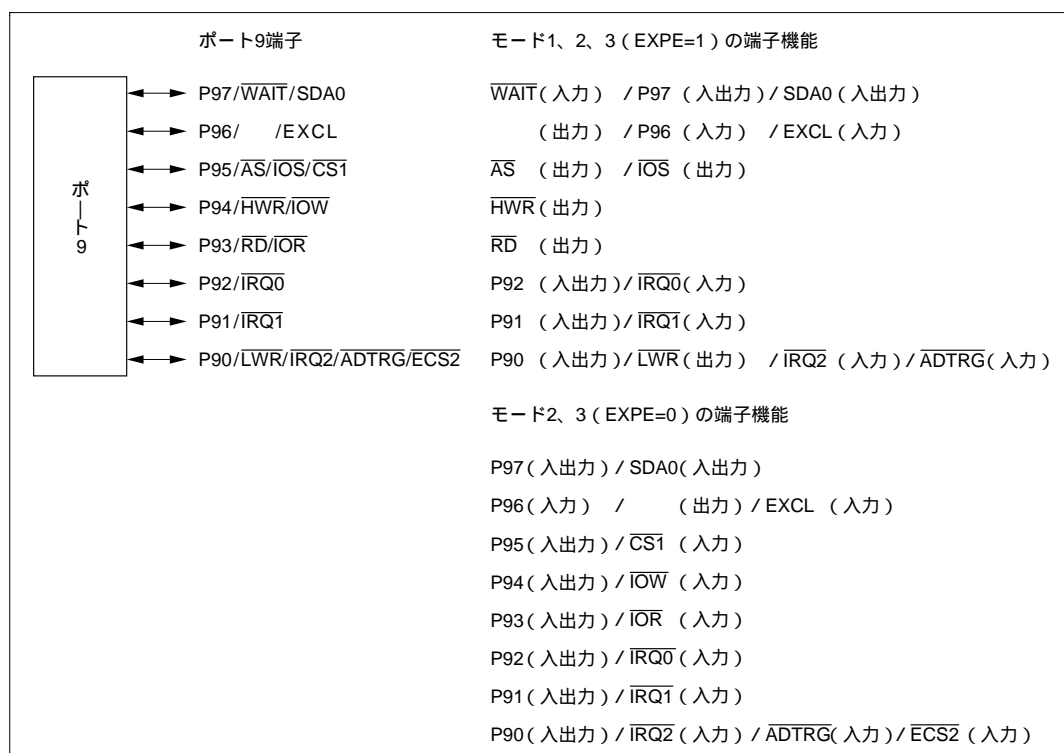 ポート9端子 モード1、2、3(EXPE=1)の端子機能
ポート9
P97/WAIT/SDA0 WAIT(入力) / P97 (入出力)/ SDA0(入出力)
P96/ /EXCL (出力) / P96 (入力) / EXCL(入力)
P95/AS/IOS/CS1 AS (出力) / IOS (出力)
P94/HWR/IOW HWR(出力)
P93/RD/IOR RD (出力)
P92/IRQ0 P92 (入出力)/ IRQ0(入力)
P91/IRQ1 P91 (入出力)/ IRQ1(入力)
P90/LWR/IRQ2/ADTRG/ECS2 P90 (入出力)/ LWR(出力) / IRQ2 (入力)/ ADTRG(入力)
モード2、3(EXPE=0)の端子機能
P97(入出力)/ SDA0(入出力)
P96(入力) / (出力)/ EXCL (入力)
P95(入出力)/ CS1 (入力)
P94(入出力)/ IOW (入力)
P93(入出力)/ IOR (入力)
P92(入出力)/ IRQ0(入力)
P91(入出力)/ IRQ1(入力)
P90(入出力)/ IRQ2(入力)/ ADTRG(入力)/ ECS2 (入力)